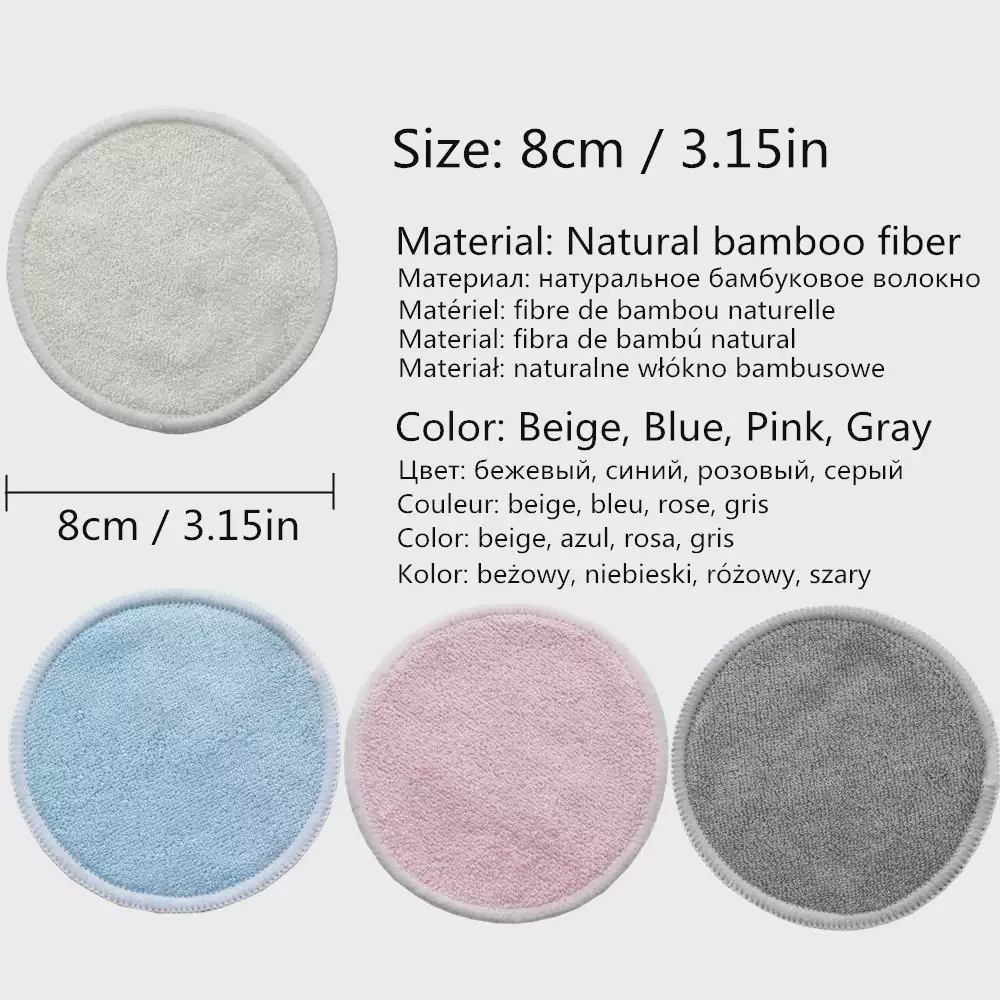 Size: 8cm / 3.15in
Material: Natural bamboo fiber
Материал: натуральное бамбуковое волокно
Matériel: fibre de bambou naturelle
Material: fibra de bambú natural
Materiał: naturalne włókno bambusowe
Color: Beige, Blue, Pink, Gray
Цвет: бежевый, синий, розовый, серый
Couleur: beige, bleu, rose, gris
Color: beige, azul, rosa, gris
Kolor: beżowy, niebieski, różowy, szary
8cm / 3.15in